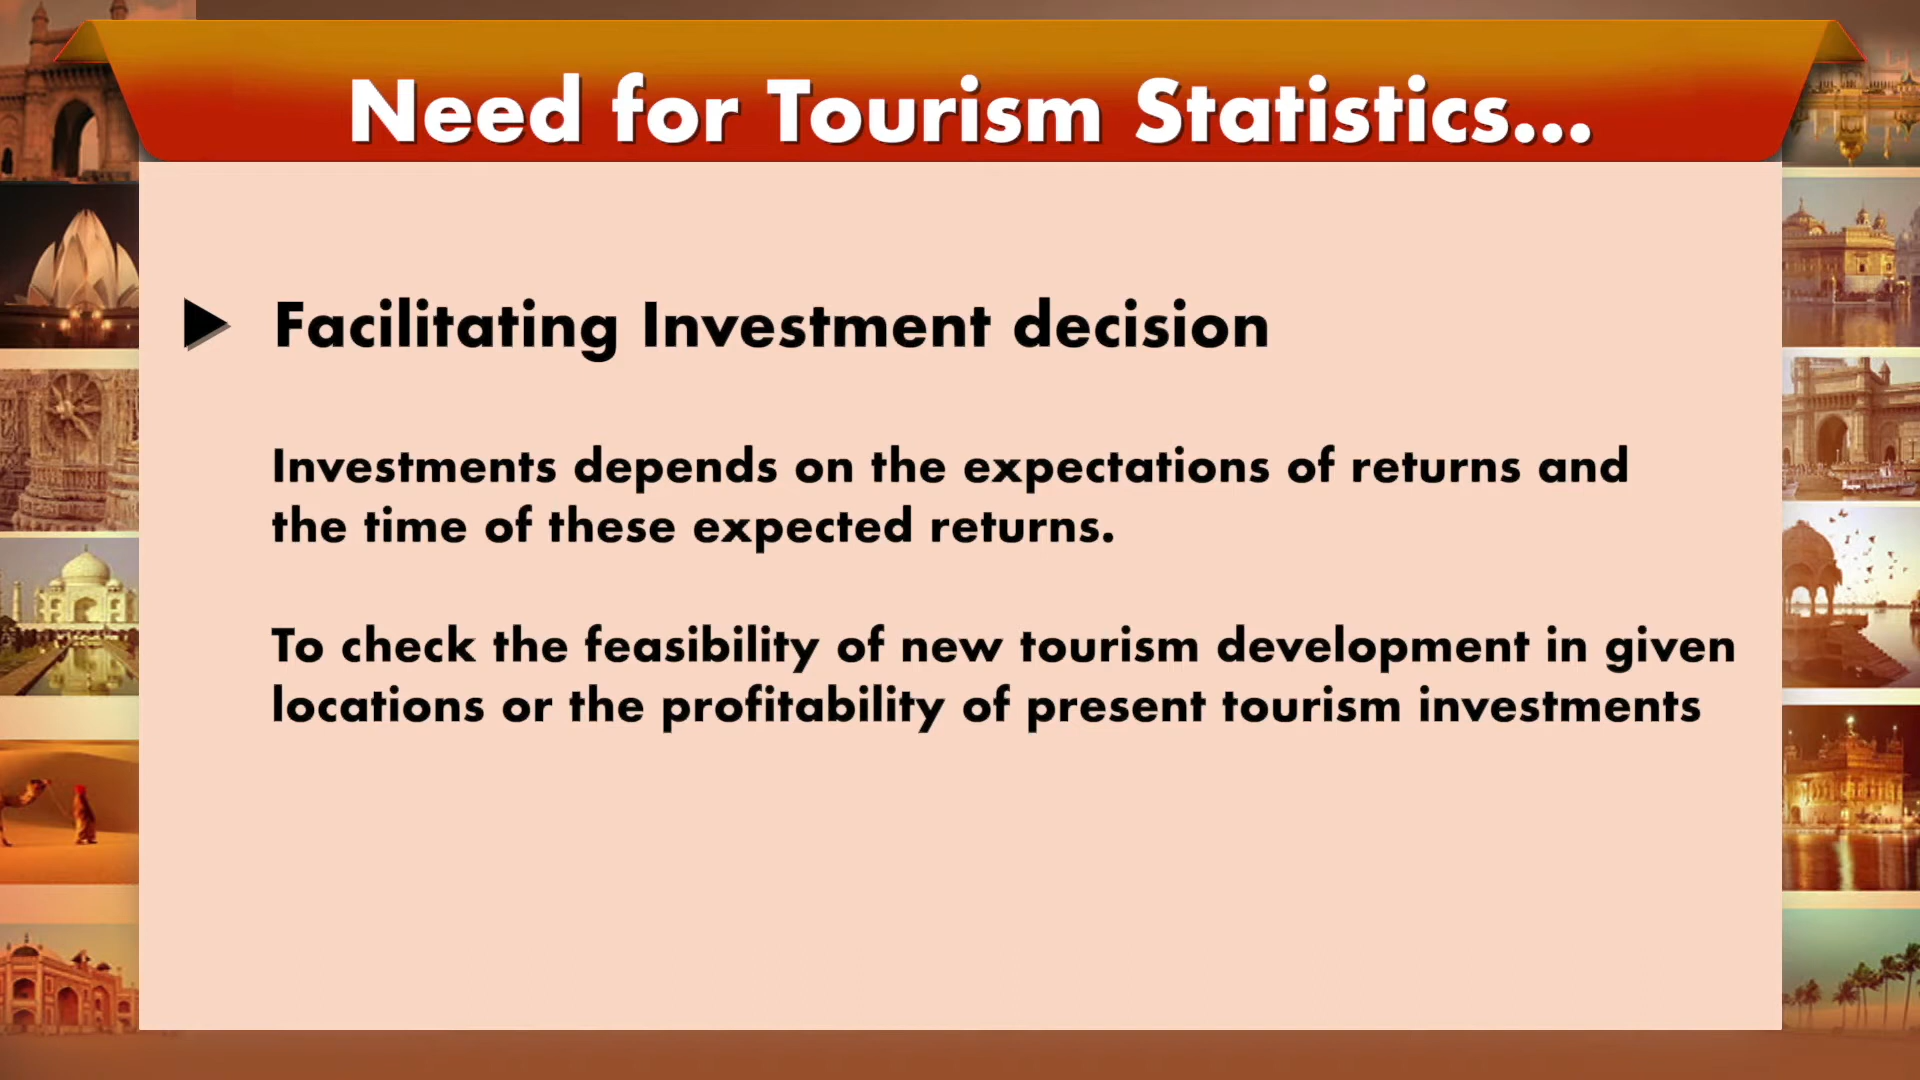 Need for Tourism Statistics...
Facilitating Investment decision
Investments depends on the expectations of returns and
the time of these expected returns.
To check the feasibility of new tourism development in given
locations or the profitability of present tourism investments